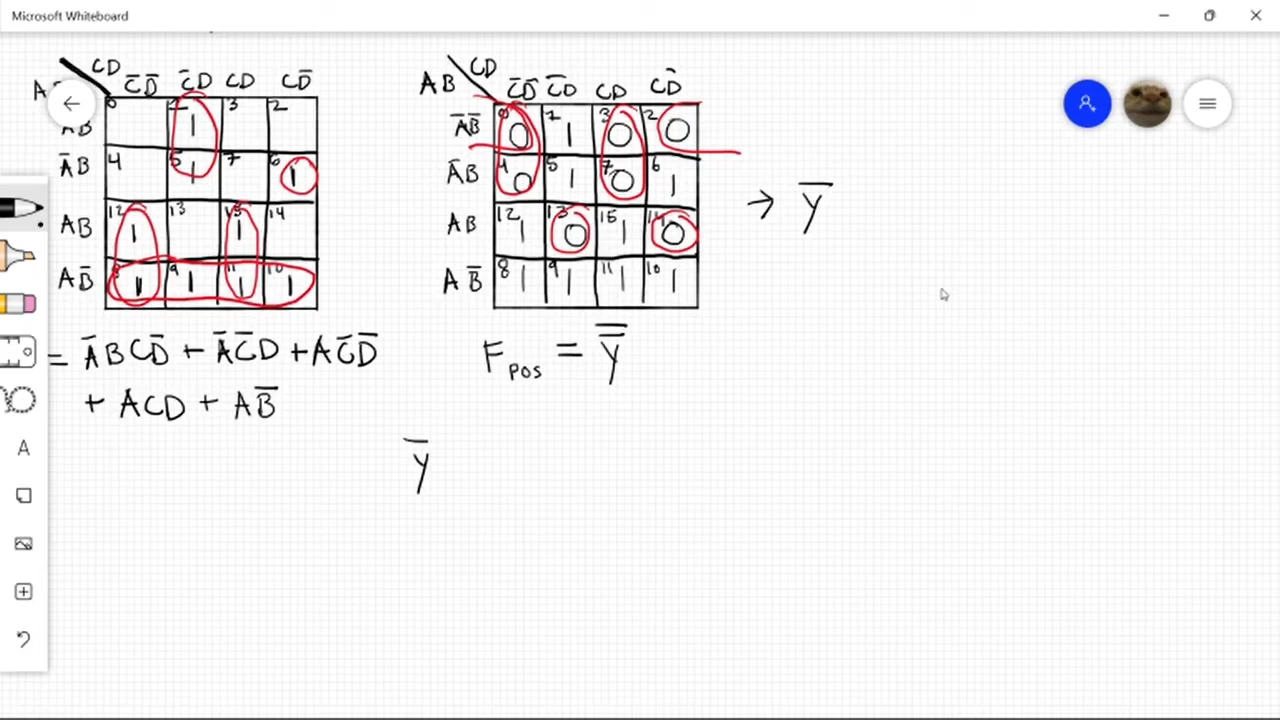 Microsoft Whiteboard
CD CD
AB C̄D̄ C̄D CD CD̄
AB C̄D̄ C̄D CD CD̄
0 1 3 2
1
ĀB 4 5 7 6
1 1
AB 12 13 15 14
1 1
AB̄ 8 9 11 10
1 1 1 1
ĀB̄ 0 1 3 2
0 1 0 0
ĀB 4 5 7 6
0 1 0 1
AB 12 13 15 14
1 0 1 0
AB̄ 8 9 11 10
1 1 1 1
→ Ȳ
= ĀBCD̄ + ĀC̄D + AC̄D̄
+ ACD + AB̄
F POS = Y̿
Ȳ
A